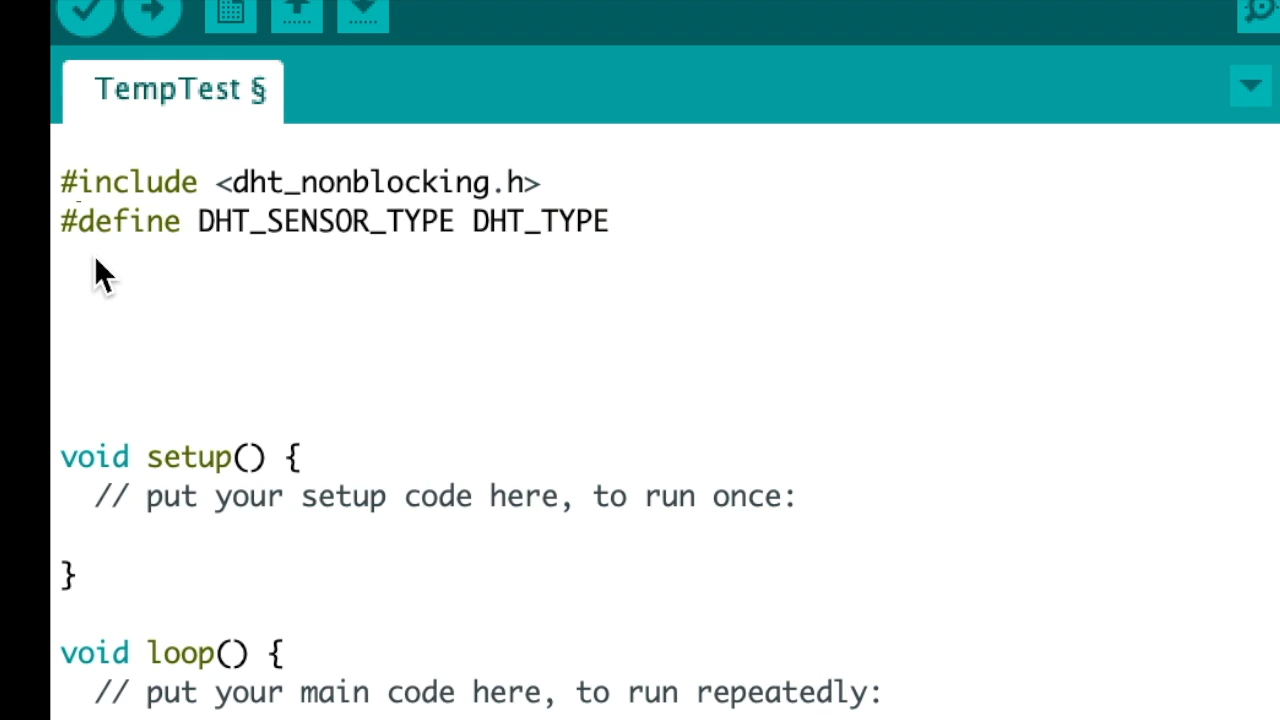 TempTest §
#include <dht_nonblocking.h>
#define DHT_SENSOR_TYPE DHT_TYPE
void setup() {
  // put your setup code here, to run once:
}
void loop() {
  // put your main code here, to run repeatedly: